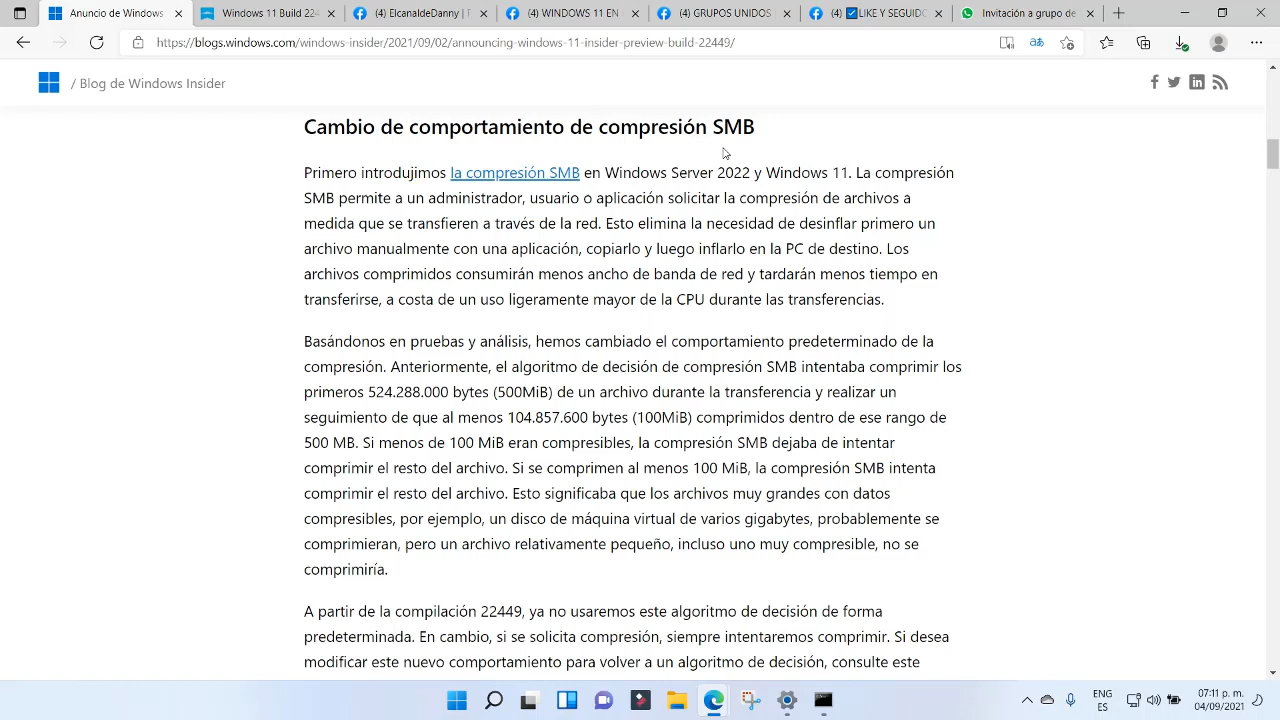 Anuncio de Windows
Windows 11 Build 224
(4) ElcanaldeDanny | F
(4) WINDOWS 11 EN
(4) GRUPOS UNIDOS
(4) ✅LIKE Y SEGUIDO
Invitación a grupo de
https://blogs.windows.com/windows-insider/2021/09/02/announcing-windows-11-insider-preview-build-22449/
/ Blog de Windows Insider
Cambio de comportamiento de compresión SMB
Primero introdujimos la compresión SMB en Windows Server 2022 y Windows 11. La compresión
SMB permite a un administrador, usuario o aplicación solicitar la compresión de archivos a
medida que se transfieren a través de la red. Esto elimina la necesidad de desinflar primero un
archivo manualmente con una aplicación, copiarlo y luego inflarlo en la PC de destino. Los
archivos comprimidos consumirán menos ancho de banda de red y tardarán menos tiempo en
transferirse, a costa de un uso ligeramente mayor de la CPU durante las transferencias.
Basándonos en pruebas y análisis, hemos cambiado el comportamiento predeterminado de la
compresión. Anteriormente, el algoritmo de decisión de compresión SMB intentaba comprimir los
primeros 524.288.000 bytes (500MiB) de un archivo durante la transferencia y realizar un
seguimiento de que al menos 104.857.600 bytes (100MiB) comprimidos dentro de ese rango de
500 MB. Si menos de 100 MiB eran compresibles, la compresión SMB dejaba de intentar
comprimir el resto del archivo. Si se comprimen al menos 100 MiB, la compresión SMB intenta
comprimir el resto del archivo. Esto significaba que los archivos muy grandes con datos
compresibles, por ejemplo, un disco de máquina virtual de varios gigabytes, probablemente se
comprimieran, pero un archivo relativamente pequeño, incluso uno muy compresible, no se
comprimiría.
A partir de la compilación 22449, ya no usaremos este algoritmo de decisión de forma
predeterminada. En cambio, si se solicita compresión, siempre intentaremos comprimir. Si desea
modificar este nuevo comportamiento para volver a un algoritmo de decisión, consulte este
ENG
ES
07:11 p. m.
04/09/2021